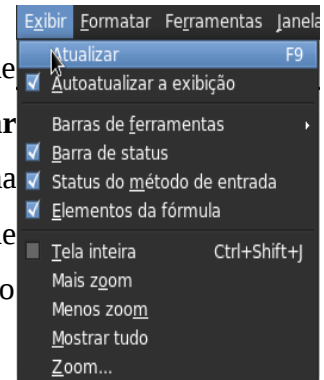 Exibir Formatar Ferramentas Janela
Atualizar F9
Autoatualizar a exibição
Barras de ferramentas
Barra de status
Status do método de entrada
Elementos da fórmula
Tela inteira Ctrl+Shift+J
Mais zoom
Menos zoom
Mostrar tudo
Zoom...